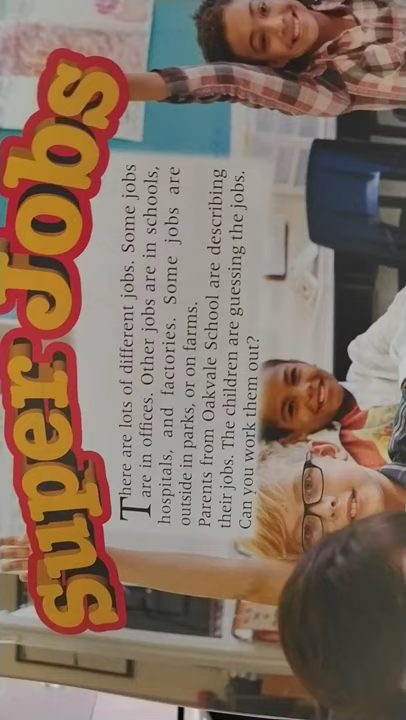 Super Jobs
There are lots of different jobs. Some jobs
are in offices. Other jobs are in schools,
hospitals, and factories. Some jobs are
outside in parks, or on farms.
Parents from Oakvale School are describing
their jobs. The children are guessing the jobs.
Can you work them out?